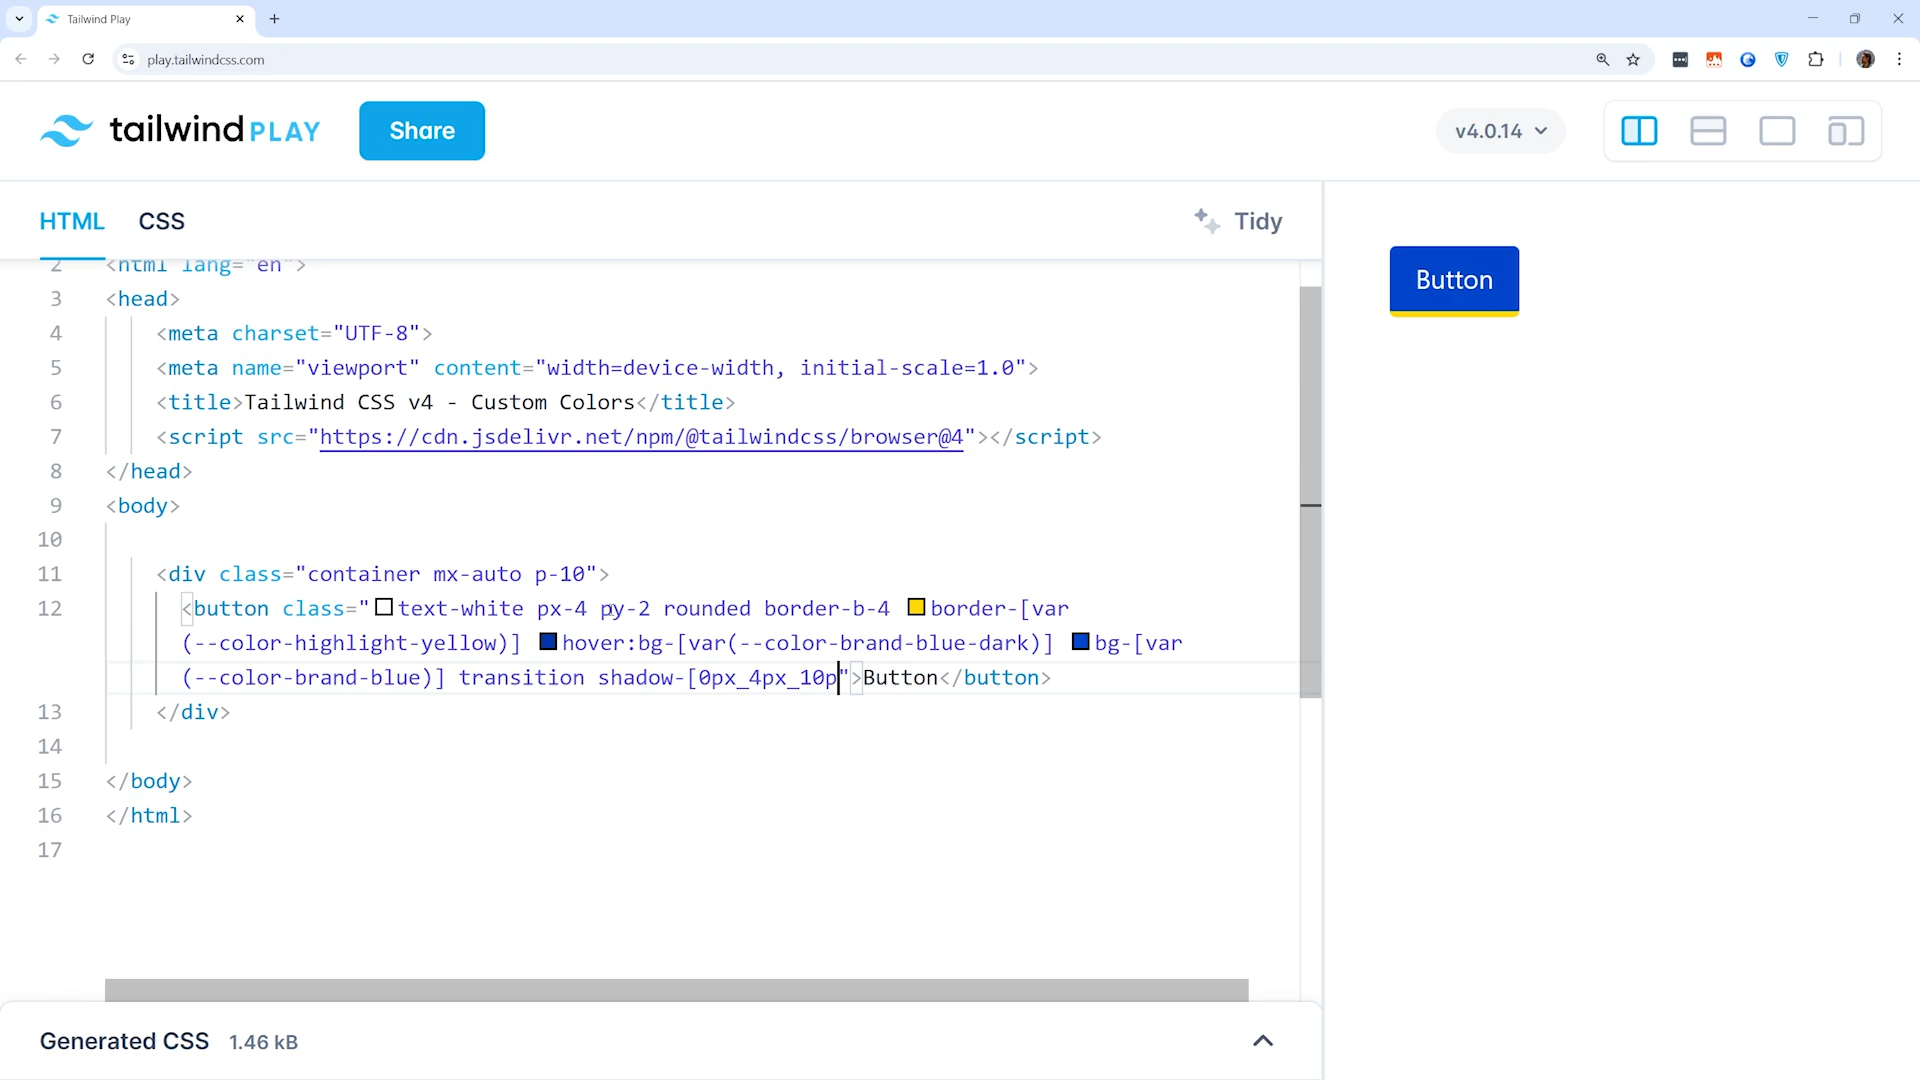 Tailwind Play
play.tailwindcss.com
tailwind PLAY
Share
v4.0.14
HTML CSS
Tidy
2 <html lang="en">
3 <head>
4 <meta charset="UTF-8">
5 <meta name="viewport" content="width=device-width, initial-scale=1.0">
6 <title>Tailwind CSS v4 - Custom Colors</title>
7 <script src="https://cdn.jsdelivr.net/npm/@tailwindcss/browser@4"></script>
8 </head>
9 <body>
10
11 <div class="container mx-auto p-10">
12 <button class="text-white px-4 py-2 rounded border-b-4 border-[var
(--color-highlight-yellow)] hover:bg-[var(--color-brand-blue-dark)] bg-[var
(--color-brand-blue)] transition shadow-[0px_4px_10p">Button</button>
13 </div>
14
15 </body>
16 </html>
17
Button
Generated CSS 1.46 kB